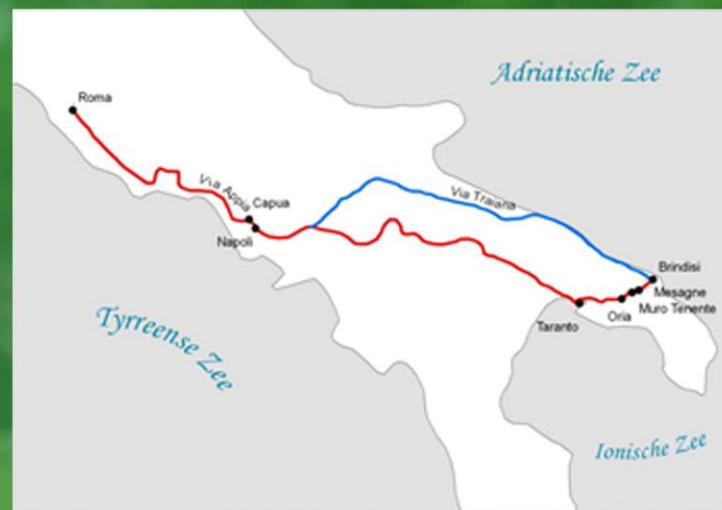 Adriatische Zee
Roma
Via Appia
Capua
Via Traiana
Napoli
Brindisi
Mesagne
Muro Tenente
Oria
Taranto
Tyrreense Zee
Ionische Zee